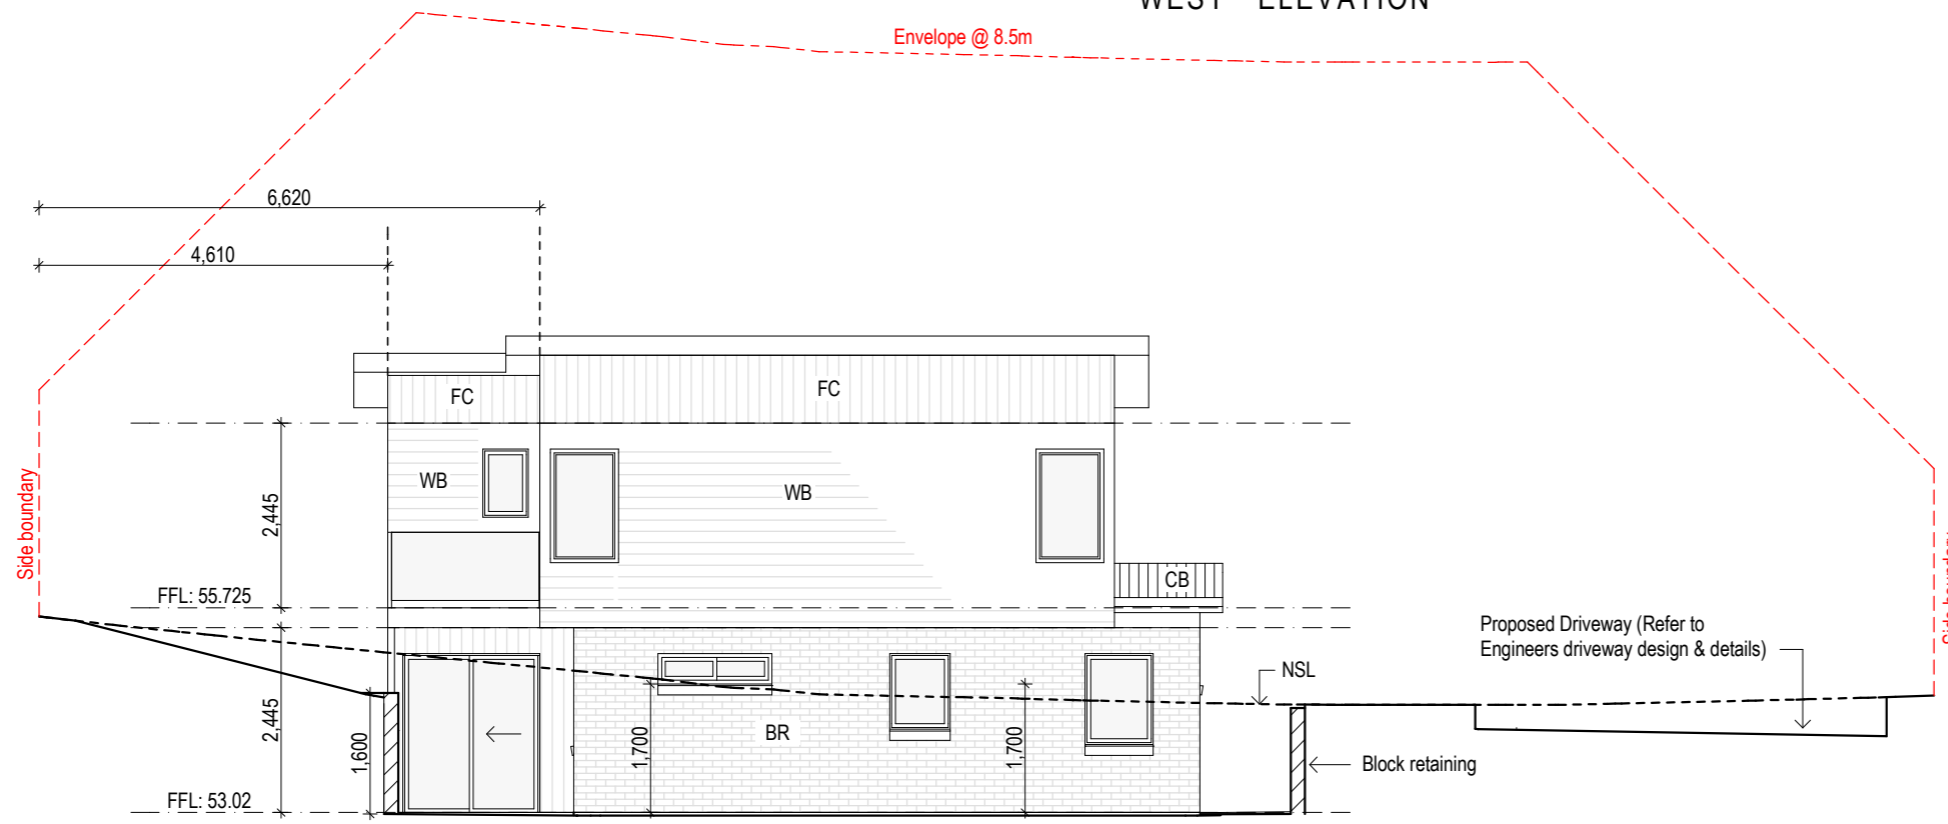 WEST ELEVATION
Envelope @ 8.5m
6,620
4,610
FC
FC
WB
WB
2,445
Side boundary
Side boundary
FFL: 55.725
CB
Proposed Driveway (Refer to
Engineers driveway design & details)
NSL
2,445
1,600
1,700
BR
1,700
Block retaining
FFL: 53.02